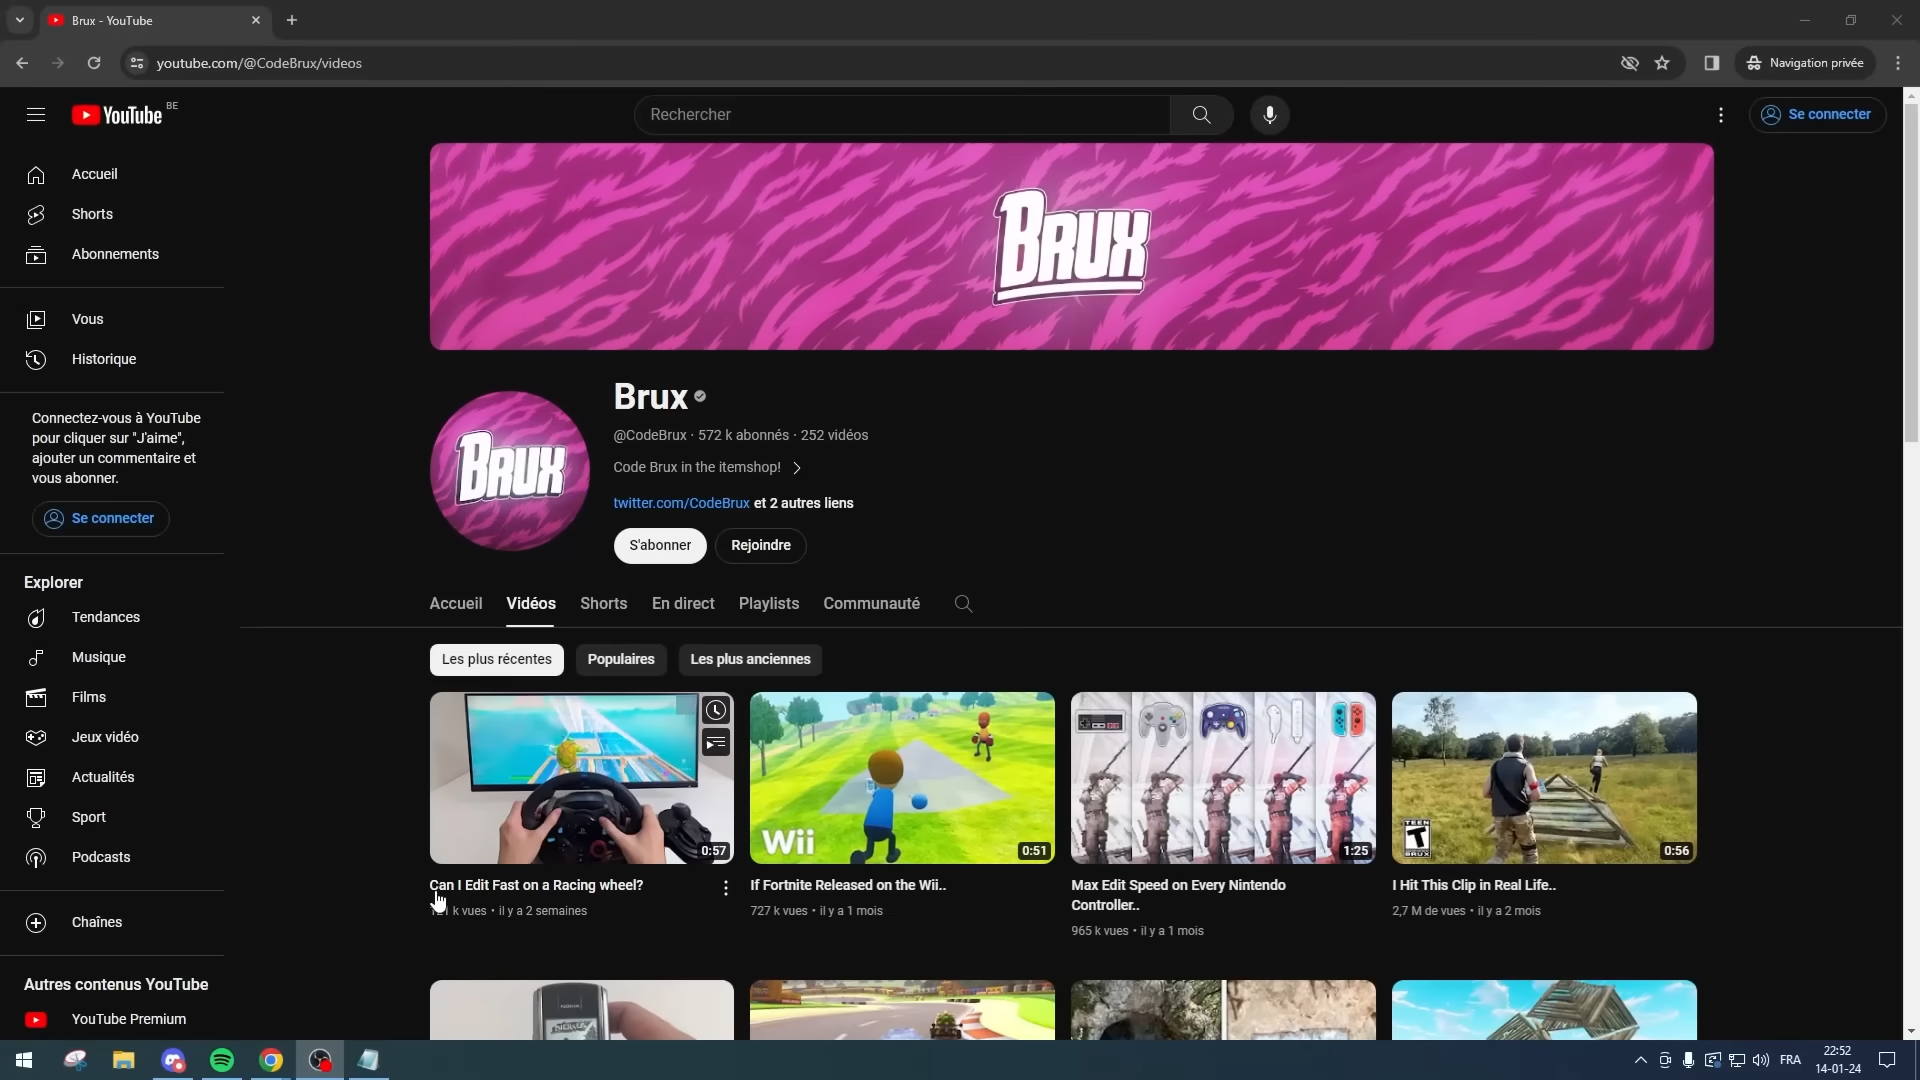 Brux - YouTube
youtube.com/@CodeBrux/videos
Navigation privée
YouTube BE
Rechercher
Se connecter
Accueil
Shorts
Abonnements
Vous
Historique
Connectez-vous à YouTube
pour cliquer sur "J'aime",
ajouter un commentaire et
vous abonner.
Se connecter
Explorer
Tendances
Musique
Films
Jeux vidéo
Actualités
Sport
Podcasts
Chaînes
Autres contenus YouTube
YouTube Premium
BRUX
BRUX
Brux
@CodeBrux · 572 k abonnés · 252 vidéos
Code Brux in the itemshop!
twitter.com/CodeBrux et 2 autres liens
S'abonner
Rejoindre
Accueil
Vidéos
Shorts
En direct
Playlists
Communauté
Les plus récentes
Populaires
Les plus anciennes
0:57
Can I Edit Fast on a Racing wheel?
k vues • il y a 2 semaines
Wii
0:51
If Fortnite Released on the Wii..
727 k vues • il y a 1 mois
1:25
Max Edit Speed on Every Nintendo
Controller..
965 k vues • il y a 1 mois
TEEN
T
BRUX
0:56
I Hit This Clip in Real Life..
2,7 M de vues • il y a 2 mois
NOKIA
FRA
22:52
14-01-24